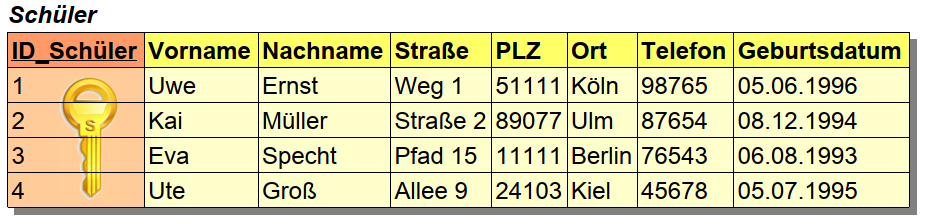 Schüler
ID_Schüler Vorname Nachname Straße PLZ Ort Telefon Geburtsdatum
1 Uwe Ernst Weg 1 51111 Köln 98765 05.06.1996
2 S Kai Müller Straße 2 89077 Ulm 87654 08.12.1994
3 Eva Specht Pfad 15 11111 Berlin 76543 06.08.1993
4 Ute Groß Allee 9 24103 Kiel 45678 05.07.1995